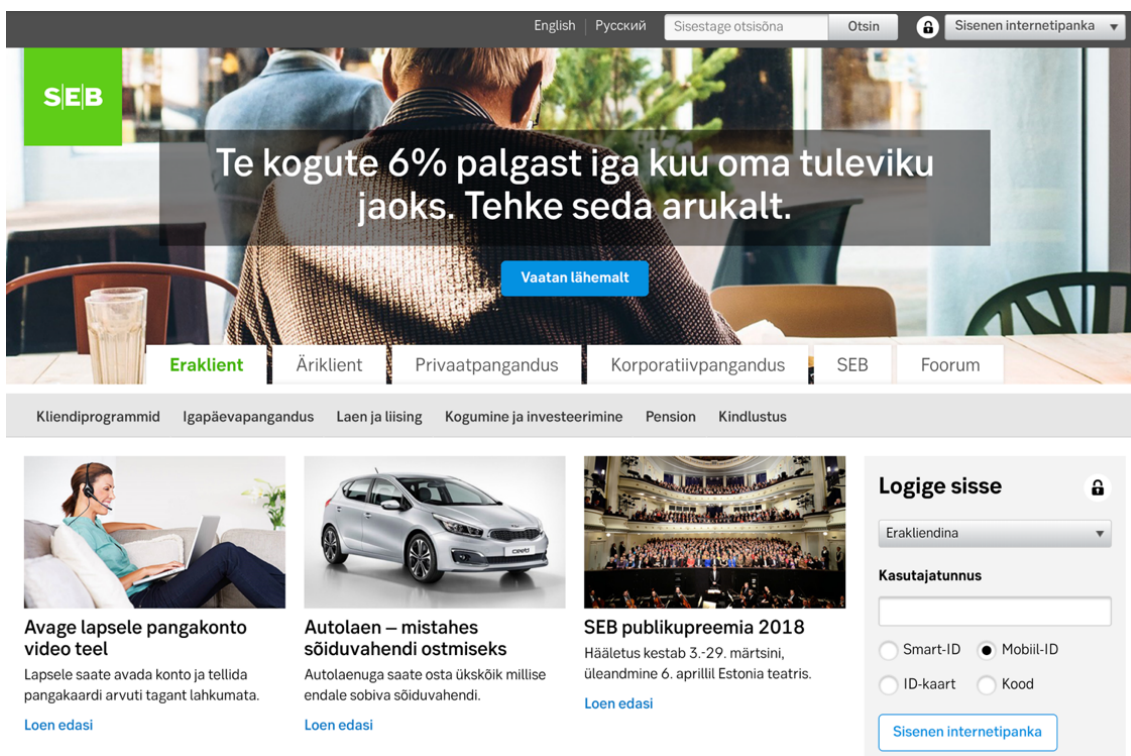 English
Русский
Sisestage otsisõna
Otsin
Sisenen internetipanka
S|E|B
Te kogute 6% palgast iga kuu oma tuleviku
jaoks. Tehke seda arukalt.
Vaatan lähemalt
Eraklient
Äriklient
Privaatpangandus
Korporatiivpangandus
SEB
Foorum
Kliendiprogrammid
Igapäevapangandus
Laen ja liising
Kogumine ja investeerimine
Pension
Kindlustus
Avage lapsele pangakonto
video teel
Lapsele saate avada konto ja tellida
pangakaardi arvuti tagant lahkumata.
Loen edasi
Autolaen – mistahes
sõiduvahendi ostmiseks
Autolaenuga saate osta ükskõik millise
endale sobiva sõiduvahendi.
Loen edasi
SEB publikupreemia 2018
Hääletus kestab 3.-29. märtsini,
üleandmine 6. aprillil Estonia teatris.
Loen edasi
Logige sisse
Erakliendina
Kasutajatunnus
Smart-ID
Mobiil-ID
ID-kaart
Kood
Sisenen internetipanka